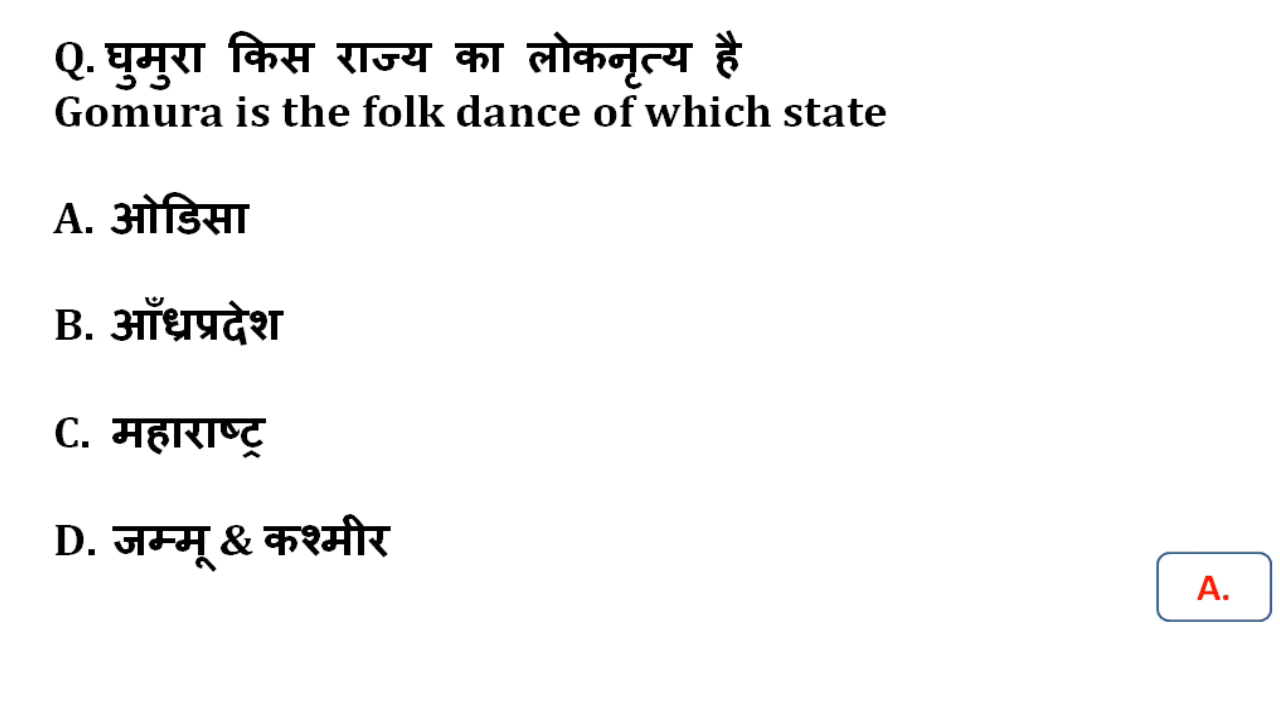 Q. घुमुरा किस राज्य का लोकनृत्य है
Gomura is the folk dance of which state
A. ओडिसा
B. आँध्रप्रदेश
C. महाराष्ट्र
D. जम्मू & कश्मीर
A.